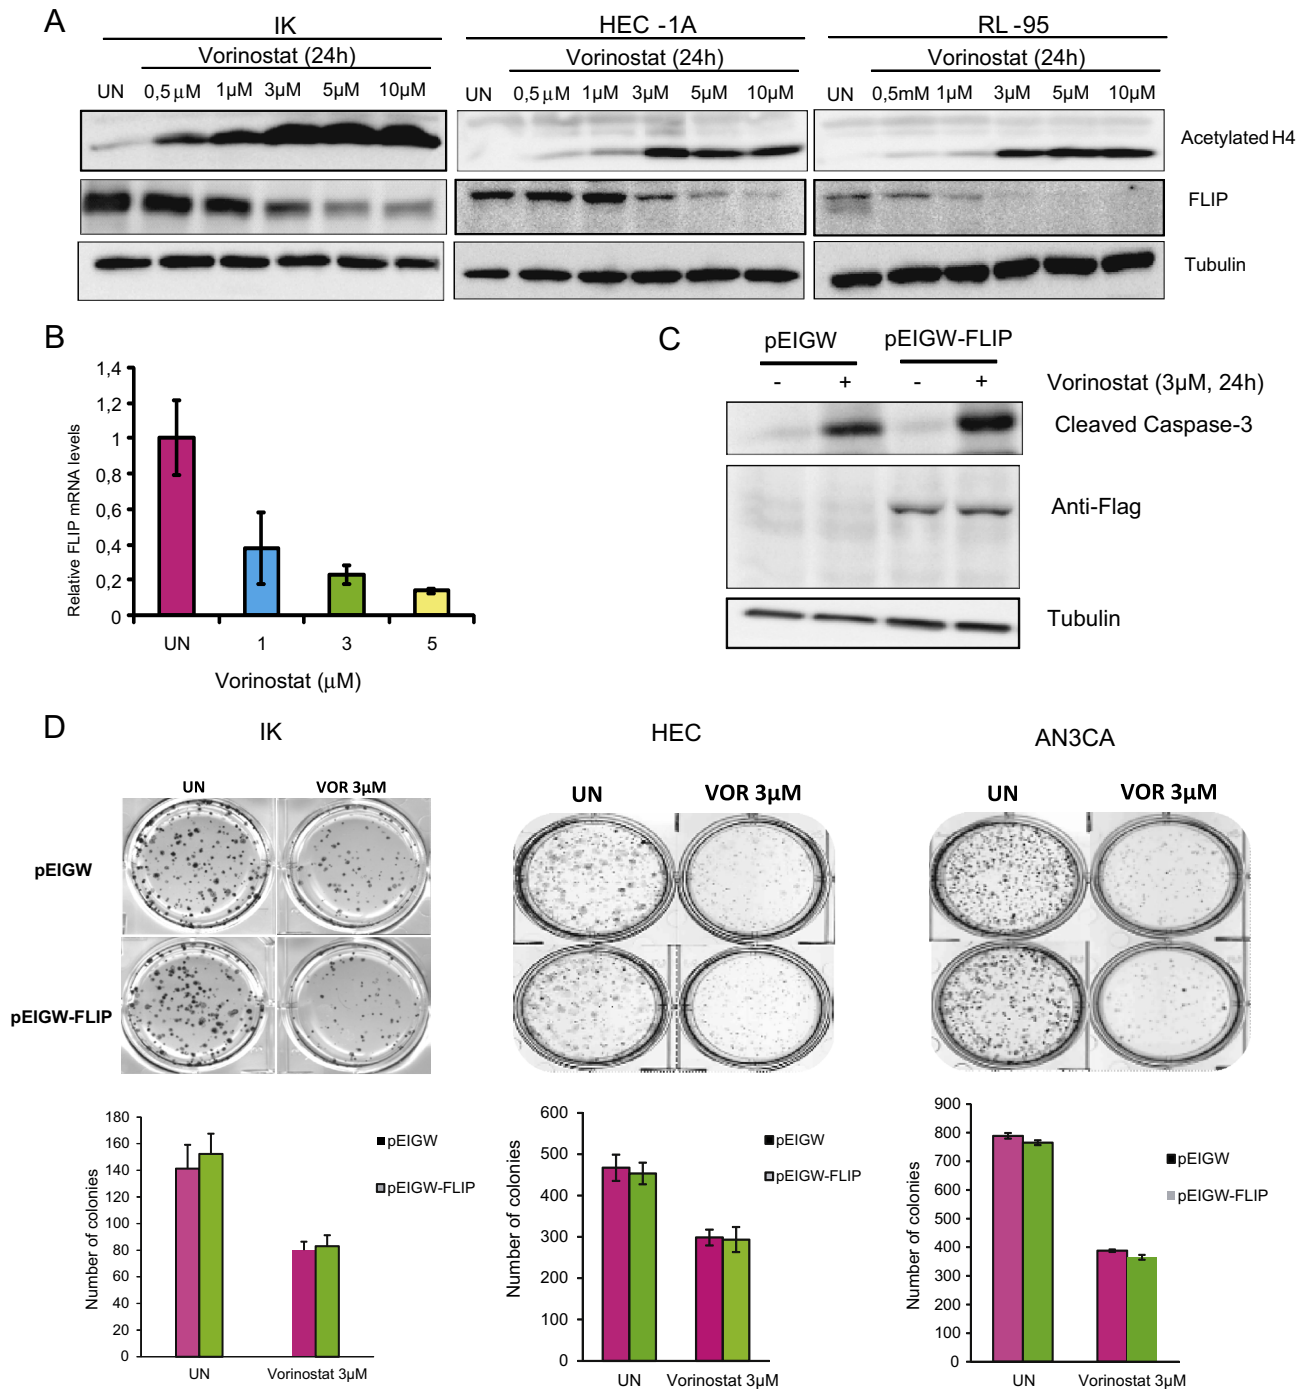 A
IK
HEC -1A
RL -95
Vorinostat (24h)
Vorinostat (24h)
Vorinostat (24h)
UN 0,5 µM 1µM 3µM 5µM 10µM
UN 0,5 µM 1µM 3µM 5µM 10µM
UN 0,5mM 1µM 3µM 5µM 10µM
Acetylated H4
FLIP
Tubulin
B
1,4
1,2
1
0,8
0,6
0,4
0,2
0
Relative FLIP mRNA levels
UN 1 3 5
Vorinostat (µM)
C
pEIGW
pEIGW-FLIP
- + - +
Vorinostat (3µM, 24h)
Cleaved Caspase-3
Anti-Flag
Tubulin
D
IK
HEC
AN3CA
UN VOR 3µM
UN VOR 3µM
UN VOR 3µM
pEIGW
pEIGW-FLIP
180
160
140
120
100
80
60
40
20
0
Number of colonies
UN Vorinostat 3µM
pEIGW
pEIGW-FLIP
600
500
400
300
200
100
0
Number of colonies
UN Vorinostat 3µM
pEIGW
pEIGW-FLIP
900
800
700
600
500
400
300
200
100
0
Number of colonies
UN Vorinostat 3µM
pEIGW
pEIGW-FLIP